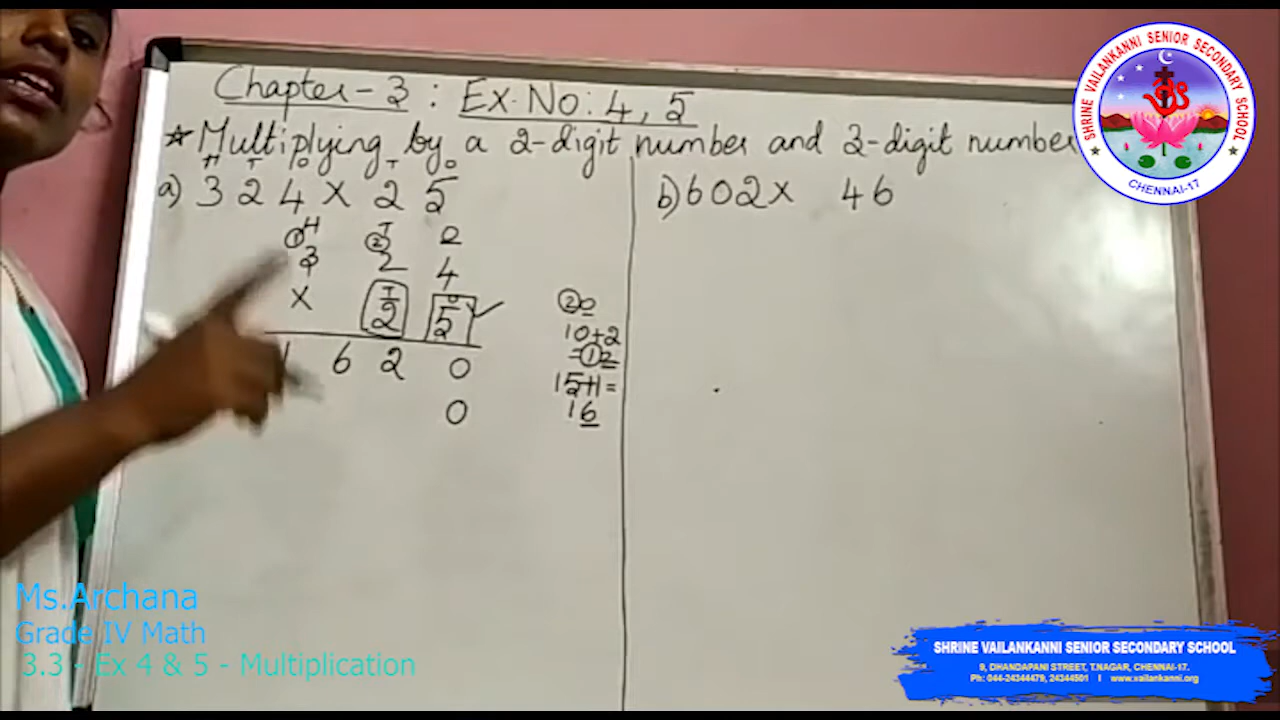 Chapter - 3 : Ex. No: 4, 5
* Multiplying by a 2-digit number and 3-digit number
H T O T O
a) 3 2 4 X 2 5
① H ② T O
3 2 4
T O
X 2 5 ✓
1 6 2 0
0
②0
10+2
=①2
15+1=
16
b) 602 X 46
SHRINE VAILANKANNI SENIOR SECONDARY SCHOOL
CHENNAI-17
Ms.Archana
Grade IV Math
3.3 - Ex 4 & 5 - Multiplication
SHRINE VAILANKANNI SENIOR SECONDARY SCHOOL
9, DHANDAPANI STREET, T.NAGAR, CHENNAI-17.
Ph: 044-24344479, 24344501 I www.vailankanni.org